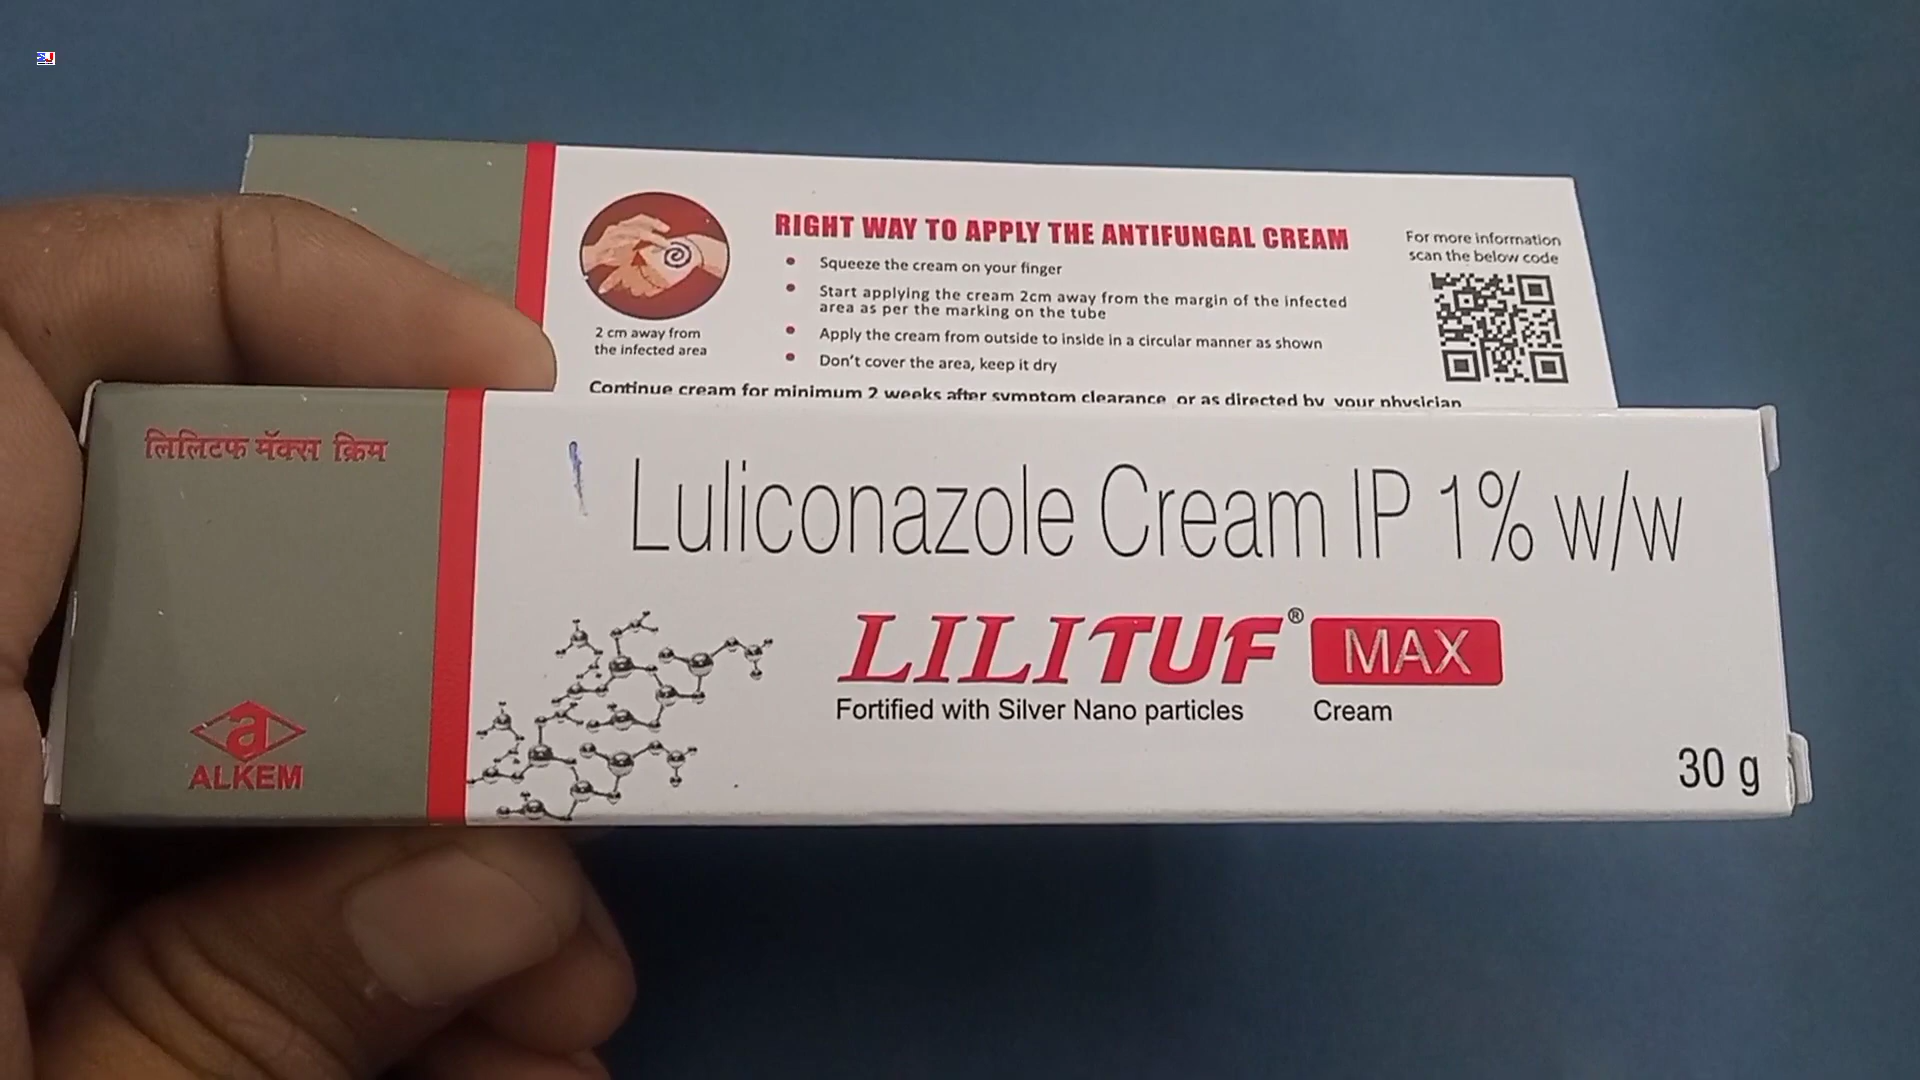 RIGHT WAY TO APPLY THE ANTIFUNGAL CREAM
Squeeze the cream on your finger
Start applying the cream 2cm away from the margin of the infected
area as per the marking on the tube
Apply the cream from outside to inside in a circular manner as shown
Don't cover the area, keep it dry
2 cm away from
the infected area
For more information
scan the below code
Continue cream for minimum 2 weeks after symptom clearance or as directed by your physician
लिलिटफ मॅक्स क्रिम
a
ALKEM
Luliconazole Cream IP 1% w/w
LILITUF® MAX
Fortified with Silver Nano particles Cream
30 g